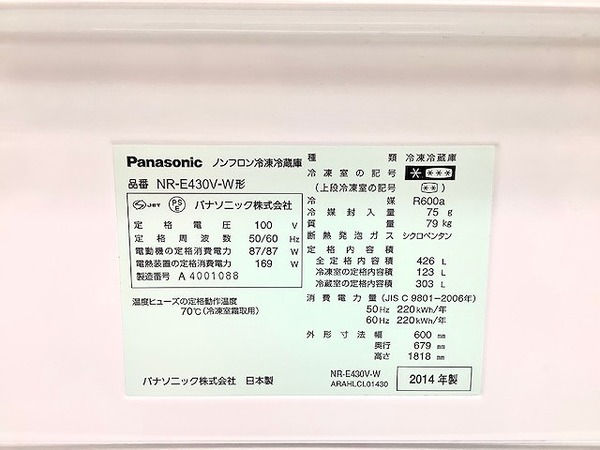 Panasonic ノンフロン冷凍冷蔵庫
品番 NR-E430V-W形
JET PSE パナソニック株式会社
定格電圧 100 V
定格周波数 50/60 Hz
電動機の定格消費電力 87/87 W
電熱装置の定格消費電力 169 W
製造番号 A 4001088
温度ヒューズの定格動作温度
70℃(冷凍室霜取用)
パナソニック株式会社 日本製
種類 冷凍冷蔵庫
冷凍室の記号 * ***
(上段冷凍室の記号 ** )
冷媒 R600a
冷媒封入量 75 g
質量 79 kg
断熱発泡ガス シクロペンタン
定格内容積
全定格内容積 426 L
冷凍室の定格内容積 123 L
冷蔵室の定格内容積 303 L
消費電力量(JIS C 9801-2006年)
50Hz 220kWh/年
60Hz 220kWh/年
外形寸法 幅 600 mm
奥行 679 mm
高さ 1818 mm
NR-E430V-W
ARAHLCL01430
2014年製